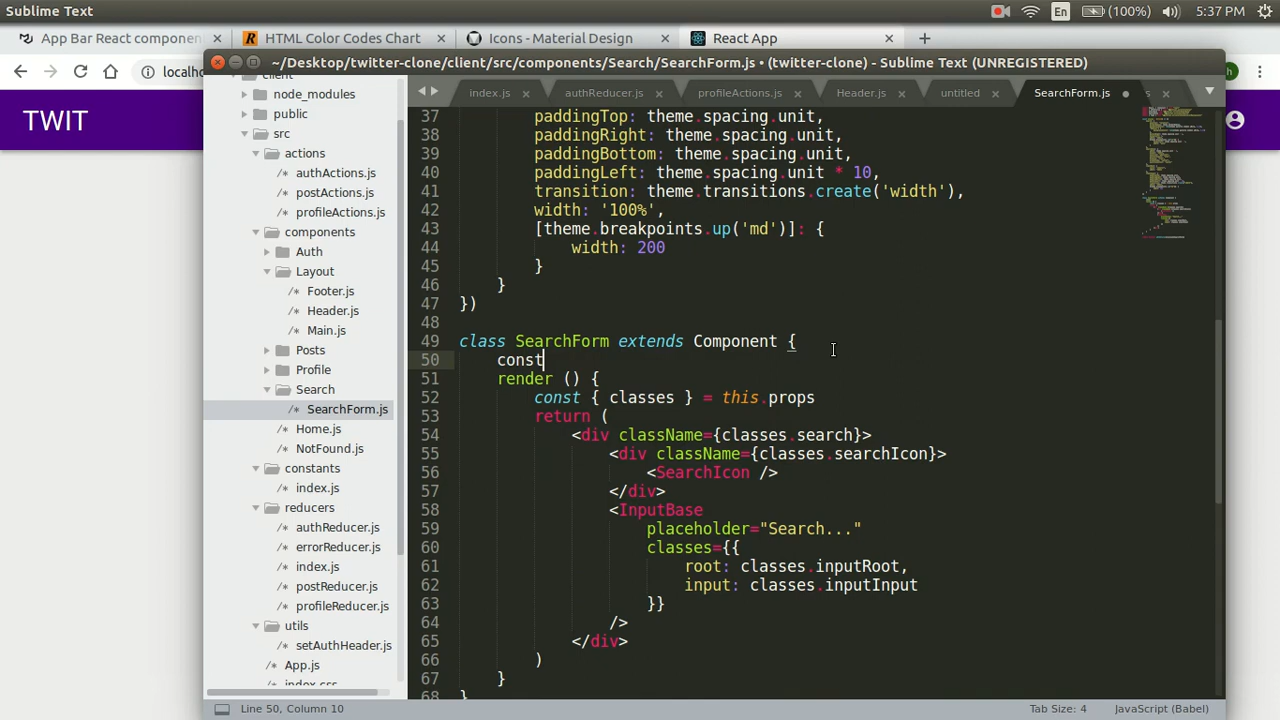 Sublime Text
En
(100%)
5:37 PM
App Bar React componen
HTML Color Codes Chart
Icons - Material Design
React App
localho
TWIT
~/Desktop/twitter-clone/client/src/components/Search/SearchForm.js • (twitter-clone) - Sublime Text (UNREGISTERED)
index.js
authReducer.js
profileActions.js
Header.js
untitled
SearchForm.js
client
node_modules
public
src
actions
/* authActions.js
/* postActions.js
/* profileActions.js
components
Auth
Layout
/* Footer.js
/* Header.js
/* Main.js
Posts
Profile
Search
/* SearchForm.js
/* Home.js
/* NotFound.js
constants
/* index.js
reducers
/* authReducer.js
/* errorReducer.js
/* index.js
/* postReducer.js
/* profileReducer.js
utils
/* setAuthHeader.js
/* App.js
/* index.css
37 paddingTop: theme.spacing.unit,
38 paddingRight: theme.spacing.unit,
39 paddingBottom: theme.spacing.unit,
40 paddingLeft: theme.spacing.unit * 10,
41 transition: theme.transitions.create('width'),
42 width: '100%',
43 [theme.breakpoints.up('md')]: {
44 width: 200
45 }
46 }
47 })
48
49 class SearchForm extends Component {
50 const
51 render () {
52 const { classes } = this.props
53 return (
54 <div className={classes.search}>
55 <div className={classes.searchIcon}>
56 <SearchIcon />
57 </div>
58 <InputBase
59 placeholder="Search..."
60 classes={{
61 root: classes.inputRoot,
62 input: classes.inputInput
63 }}
64 />
65 </div>
66 )
67 }
68 }
Line 50, Column 10
Tab Size: 4
JavaScript (Babel)